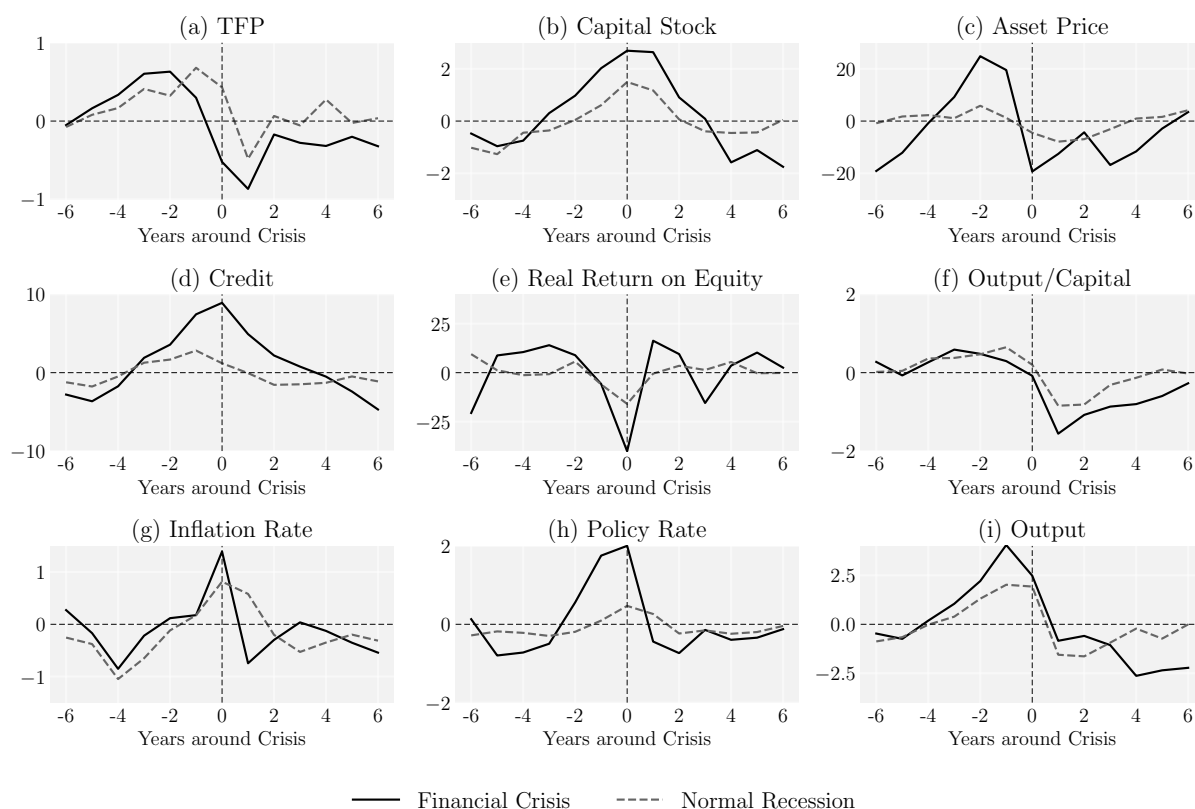 (a) TFP
1
0
−1
-6 -4 -2 0 2 4 6
Years around Crisis
(b) Capital Stock
2
0
−2
-6 -4 -2 0 2 4 6
Years around Crisis
(c) Asset Price
20
0
−20
-6 -4 -2 0 2 4 6
Years around Crisis
(d) Credit
10
0
−10
-6 -4 -2 0 2 4 6
Years around Crisis
(e) Real Return on Equity
25
0
−25
-6 -4 -2 0 2 4 6
Years around Crisis
(f) Output/Capital
2
0
−2
-6 -4 -2 0 2 4 6
Years around Crisis
(g) Inflation Rate
1
0
−1
-6 -4 -2 0 2 4 6
Years around Crisis
(h) Policy Rate
2
0
−2
-6 -4 -2 0 2 4 6
Years around Crisis
(i) Output
2.5
0.0
−2.5
-6 -4 -2 0 2 4 6
Years around Crisis
Financial Crisis
Normal Recession